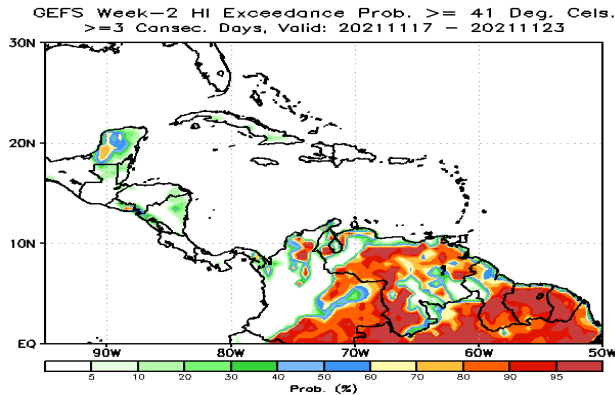 GEFS Week-2 HI Exceedance Prob. >= 41 Deg. Cels.
>=3 Consec. Days, Valid: 20211117 - 20211123
30N
20N
10N
EQ
90W 80W 70W 60W 50W
5 10 20 30 40 50 60 70 80 90 95
Prob. (%)